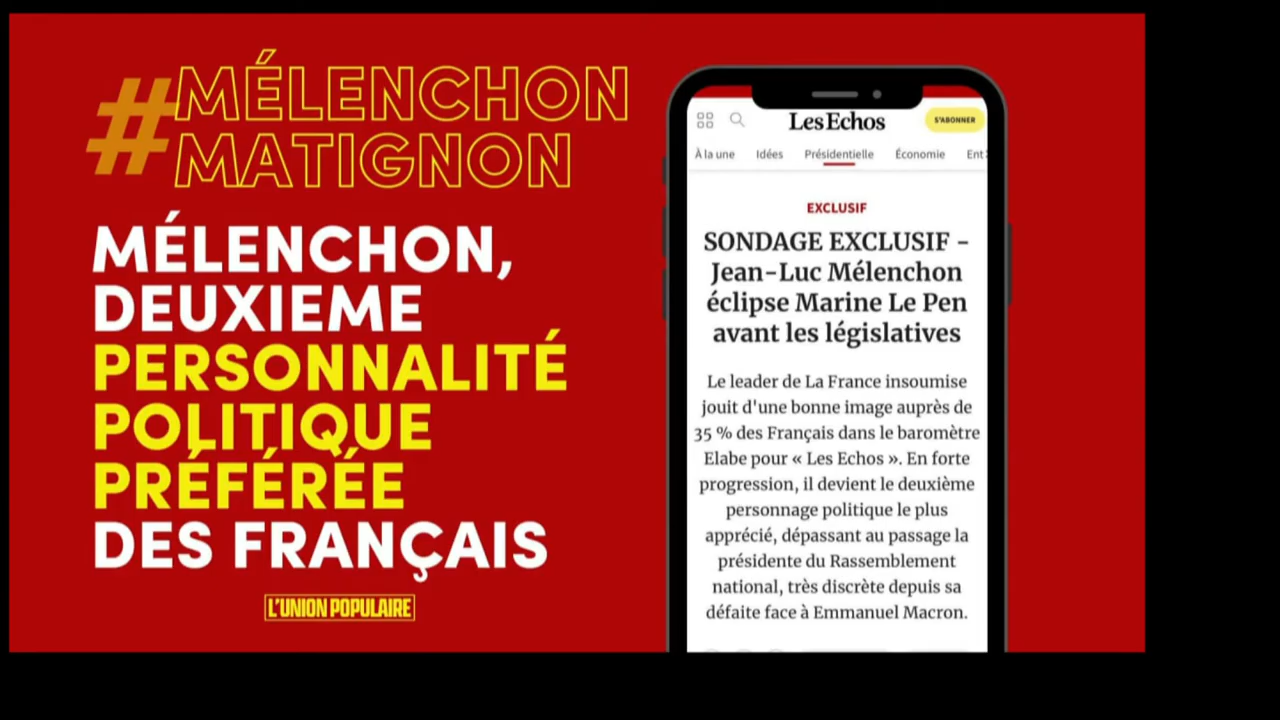 #MÉLENCHON
MATIGNON
MÉLENCHON,
DEUXIEME
PERSONNALITÉ
POLITIQUE
PRÉFÉRÉE
DES FRANÇAIS
L'UNION POPULAIRE
Les Echos
S'ABONNER
À la une Idées Présidentielle Économie Ent
EXCLUSIF
SONDAGE EXCLUSIF -
Jean-Luc Mélenchon
éclipse Marine Le Pen
avant les législatives
Le leader de La France insoumise
jouit d'une bonne image auprès de
35 % des Français dans le baromètre
Elabe pour « Les Echos ». En forte
progression, il devient le deuxième
personnage politique le plus
apprécié, dépassant au passage la
présidente du Rassemblement
national, très discrète depuis sa
défaite face à Emmanuel Macron.